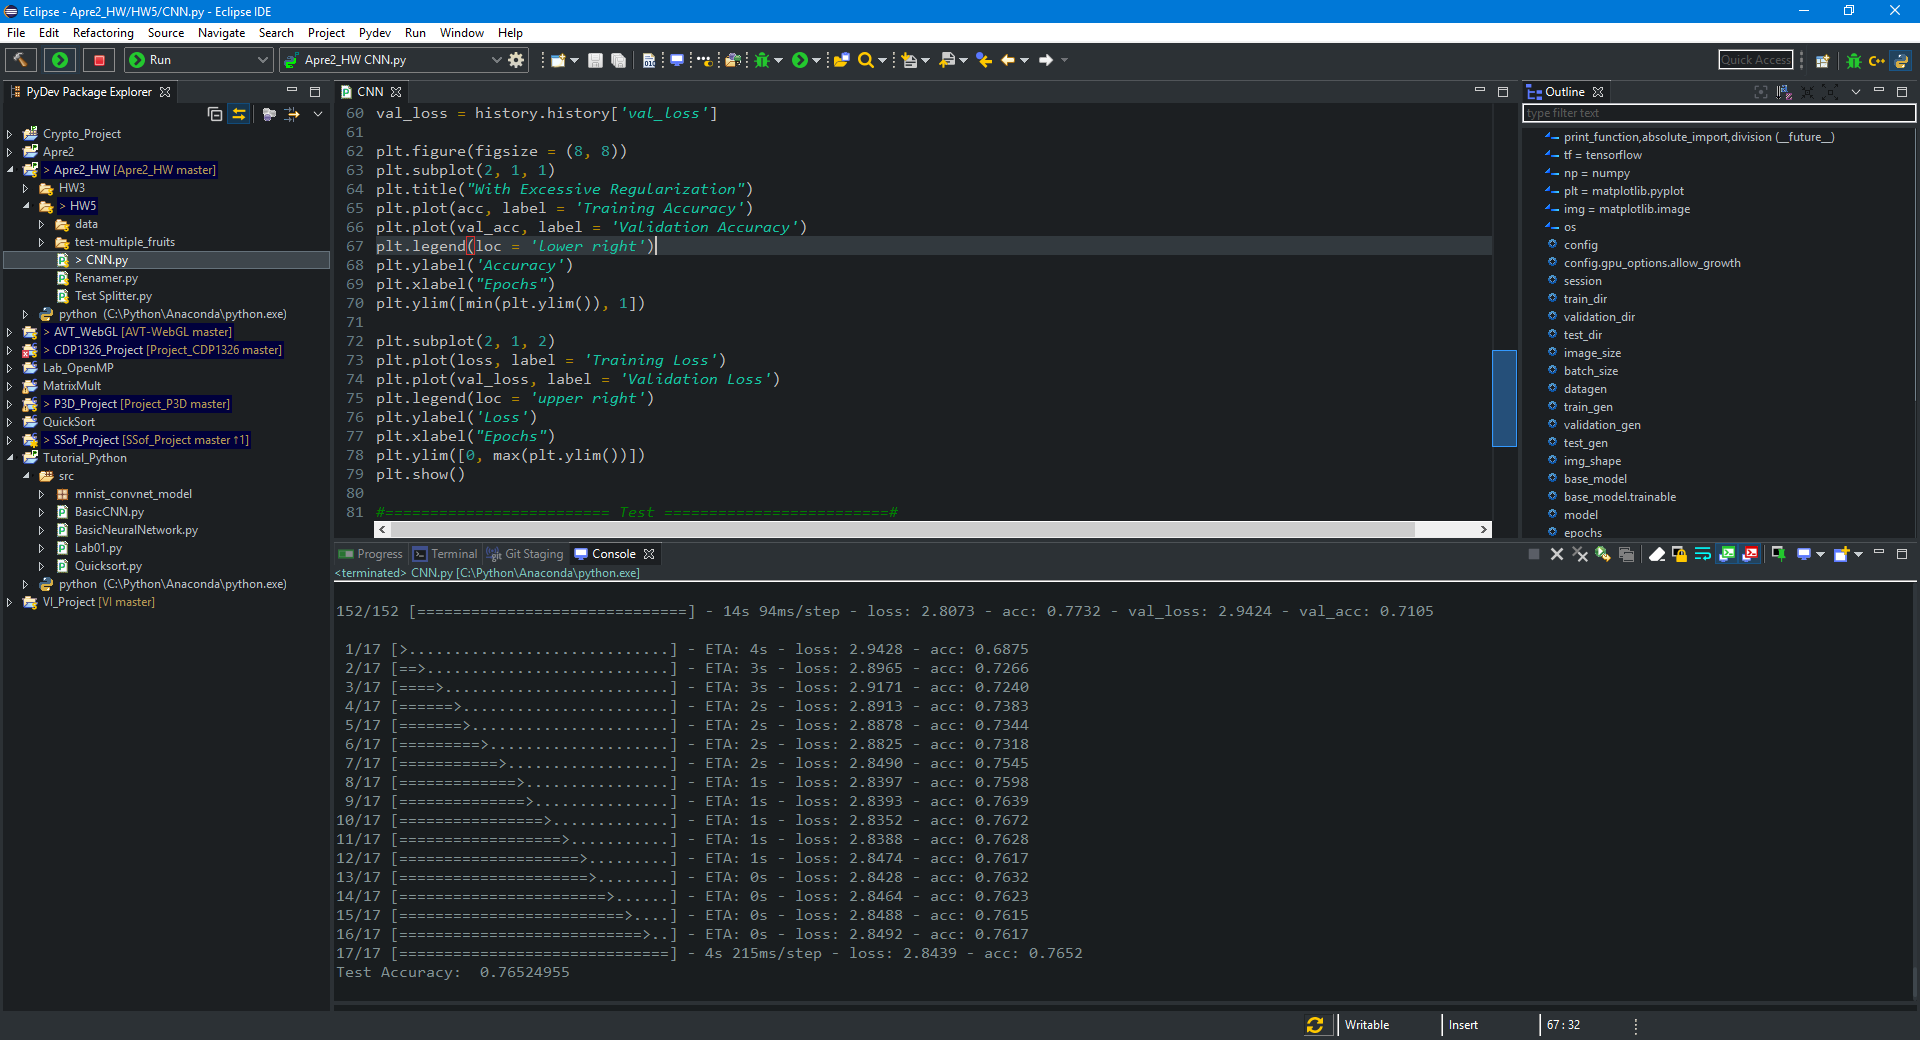 Eclipse - Apre2_HW/HW5/CNN.py - Eclipse IDE
File Edit Refactoring Source Navigate Search Project Pydev Run Window Help
Run
Apre2_HW CNN.py
Quick Access
PyDev Package Explorer
Crypto_Project
Apre2
> Apre2_HW [Apre2_HW master]
HW3
> HW5
data
test-multiple_fruits
> CNN.py
Renamer.py
Test Splitter.py
python (C:\Python\Anaconda\python.exe)
> AVT_WebGL [AVT-WebGL master]
> CDP1326_Project [Project_CDP1326 master]
Lab_OpenMP
MatrixMult
> P3D_Project [Project_P3D master]
QuickSort
> SSof_Project [SSof_Project master ↑1]
Tutorial_Python
src
mnist_convnet_model
BasicCNN.py
BasicNeuralNetwork.py
Lab01.py
Quicksort.py
python (C:\Python\Anaconda\python.exe)
VI_Project [VI master]
CNN
60 val_loss = history.history['val_loss']
61
62 plt.figure(figsize = (8, 8))
63 plt.subplot(2, 1, 1)
64 plt.title("With Excessive Regularization")
65 plt.plot(acc, label = 'Training Accuracy')
66 plt.plot(val_acc, label = 'Validation Accuracy')
67 plt.legend(loc = 'lower right')
68 plt.ylabel('Accuracy')
69 plt.xlabel("Epochs")
70 plt.ylim([min(plt.ylim()), 1])
71
72 plt.subplot(2, 1, 2)
73 plt.plot(loss, label = 'Training Loss')
74 plt.plot(val_loss, label = 'Validation Loss')
75 plt.legend(loc = 'upper right')
76 plt.ylabel('Loss')
77 plt.xlabel("Epochs")
78 plt.ylim([0, max(plt.ylim())])
79 plt.show()
80
81 #========================= Test =========================#
Outline
type filter text
print_function,absolute_import,division (__future__)
tf = tensorflow
np = numpy
plt = matplotlib.pyplot
img = matplotlib.image
os
config
config.gpu_options.allow_growth
session
train_dir
validation_dir
test_dir
image_size
batch_size
datagen
train_gen
validation_gen
test_gen
img_shape
base_model
base_model.trainable
model
epochs
Progress Terminal Git Staging Console
<terminated> CNN.py [C:\Python\Anaconda\python.exe]
152/152 [==============================] - 14s 94ms/step - loss: 2.8073 - acc: 0.7732 - val_loss: 2.9424 - val_acc: 0.7105
1/17 [>.............................] - ETA: 4s - loss: 2.9428 - acc: 0.6875
2/17 [==>...........................] - ETA: 3s - loss: 2.8965 - acc: 0.7266
3/17 [====>.........................] - ETA: 3s - loss: 2.9171 - acc: 0.7240
4/17 [======>.......................] - ETA: 2s - loss: 2.8913 - acc: 0.7383
5/17 [=======>......................] - ETA: 2s - loss: 2.8878 - acc: 0.7344
6/17 [=========>....................] - ETA: 2s - loss: 2.8825 - acc: 0.7318
7/17 [===========>..................] - ETA: 2s - loss: 2.8490 - acc: 0.7545
8/17 [=============>................] - ETA: 1s - loss: 2.8397 - acc: 0.7598
9/17 [==============>...............] - ETA: 1s - loss: 2.8393 - acc: 0.7639
10/17 [================>.............] - ETA: 1s - loss: 2.8352 - acc: 0.7672
11/17 [==================>...........] - ETA: 1s - loss: 2.8388 - acc: 0.7628
12/17 [====================>.........] - ETA: 1s - loss: 2.8474 - acc: 0.7617
13/17 [=====================>........] - ETA: 0s - loss: 2.8428 - acc: 0.7632
14/17 [=======================>......] - ETA: 0s - loss: 2.8464 - acc: 0.7623
15/17 [=========================>....] - ETA: 0s - loss: 2.8488 - acc: 0.7615
16/17 [===========================>..] - ETA: 0s - loss: 2.8492 - acc: 0.7617
17/17 [==============================] - 4s 215ms/step - loss: 2.8439 - acc: 0.7652
Test Accuracy:  0.76524955
Writable Insert 67 : 32